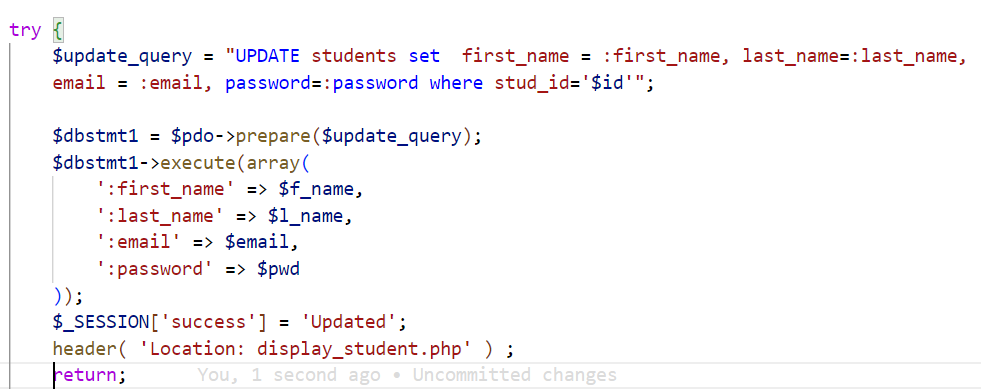 try {
$update_query = "UPDATE students set  first_name = :first_name, last_name=:last_name,
email = :email, password=:password where stud_id='$id'";
$dbstmt1 = $pdo->prepare($update_query);
$dbstmt1->execute(array(
':first_name' => $f_name,
':last_name' => $l_name,
':email' => $email,
':password' => $pwd
));
$_SESSION['success'] = 'Updated';
header( 'Location: display_student.php' ) ;
return;    You, 1 second ago • Uncommitted changes